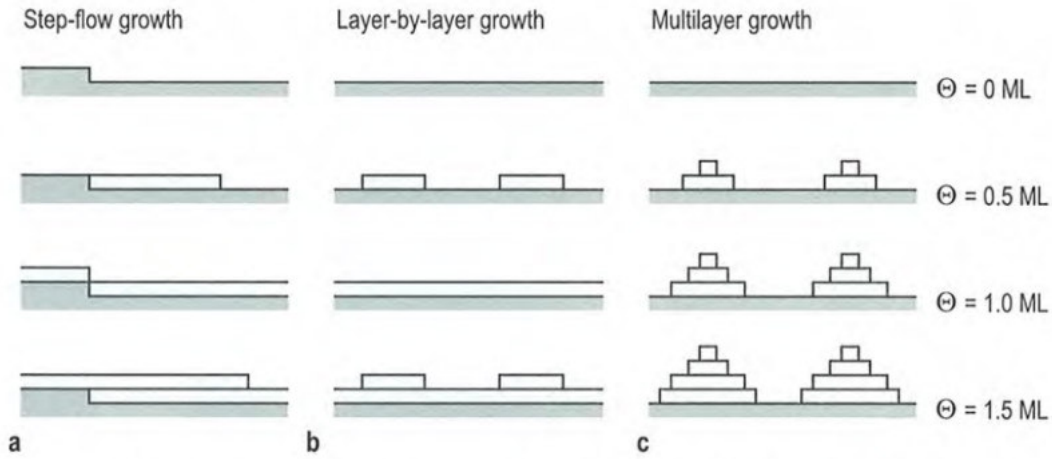 Step-flow growth
Layer-by-layer growth
Multilayer growth
Θ = 0 ML
Θ = 0.5 ML
Θ = 1.0 ML
Θ = 1.5 ML
a
b
c